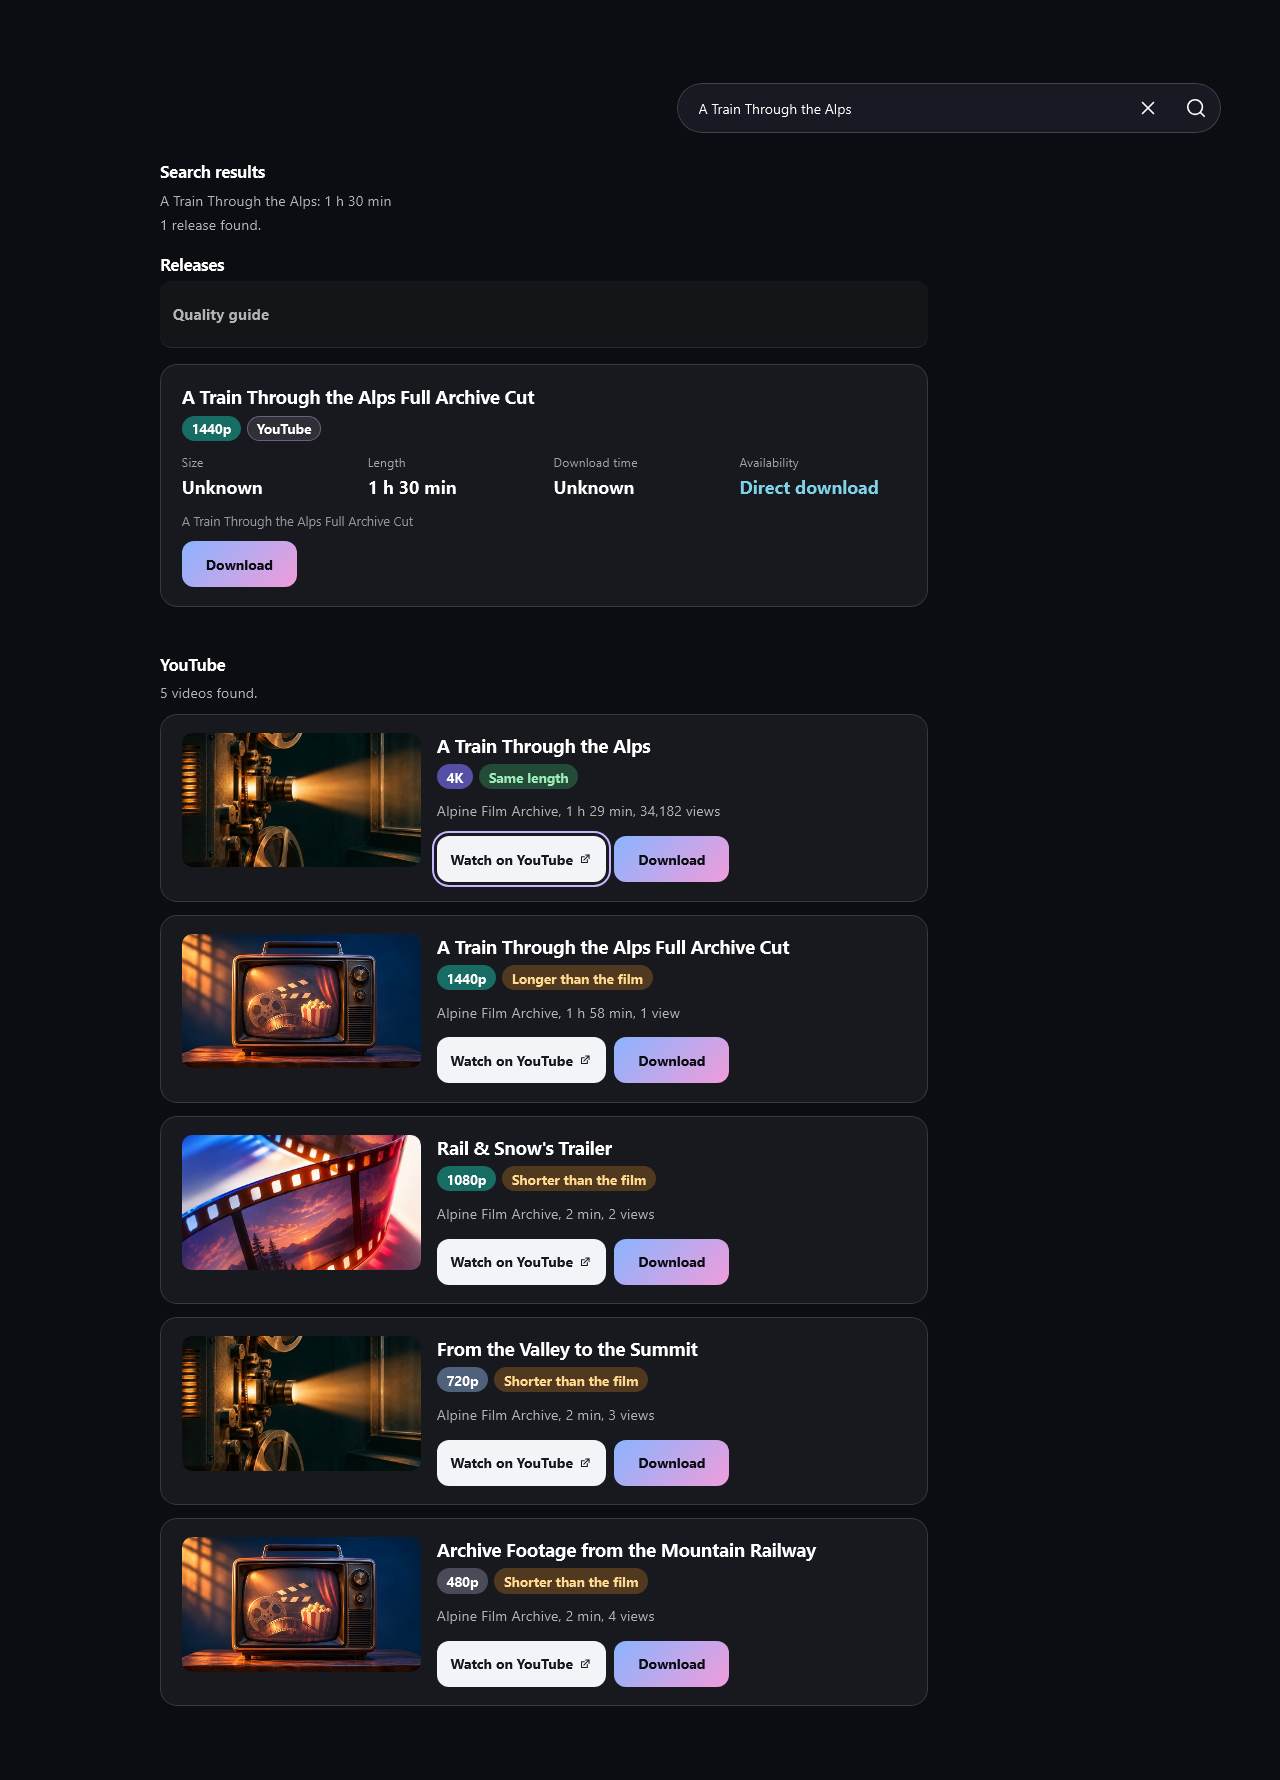 A Train Through the Alps
Search results
A Train Through the Alps: 1 h 30 min
1 release found.
Releases
Quality guide
A Train Through the Alps Full Archive Cut
1440p YouTube
Size Length Download time Availability
Unknown 1 h 30 min Unknown Direct download
A Train Through the Alps Full Archive Cut
Download
YouTube
5 videos found.
A Train Through the Alps
4K Same length
Alpine Film Archive, 1 h 29 min, 34,182 views
Watch on YouTube Download
A Train Through the Alps Full Archive Cut
1440p Longer than the film
Alpine Film Archive, 1 h 58 min, 1 view
Watch on YouTube Download
Rail & Snow's Trailer
1080p Shorter than the film
Alpine Film Archive, 2 min, 2 views
Watch on YouTube Download
From the Valley to the Summit
720p Shorter than the film
Alpine Film Archive, 2 min, 3 views
Watch on YouTube Download
Archive Footage from the Mountain Railway
480p Shorter than the film
Alpine Film Archive, 2 min, 4 views
Watch on YouTube Download